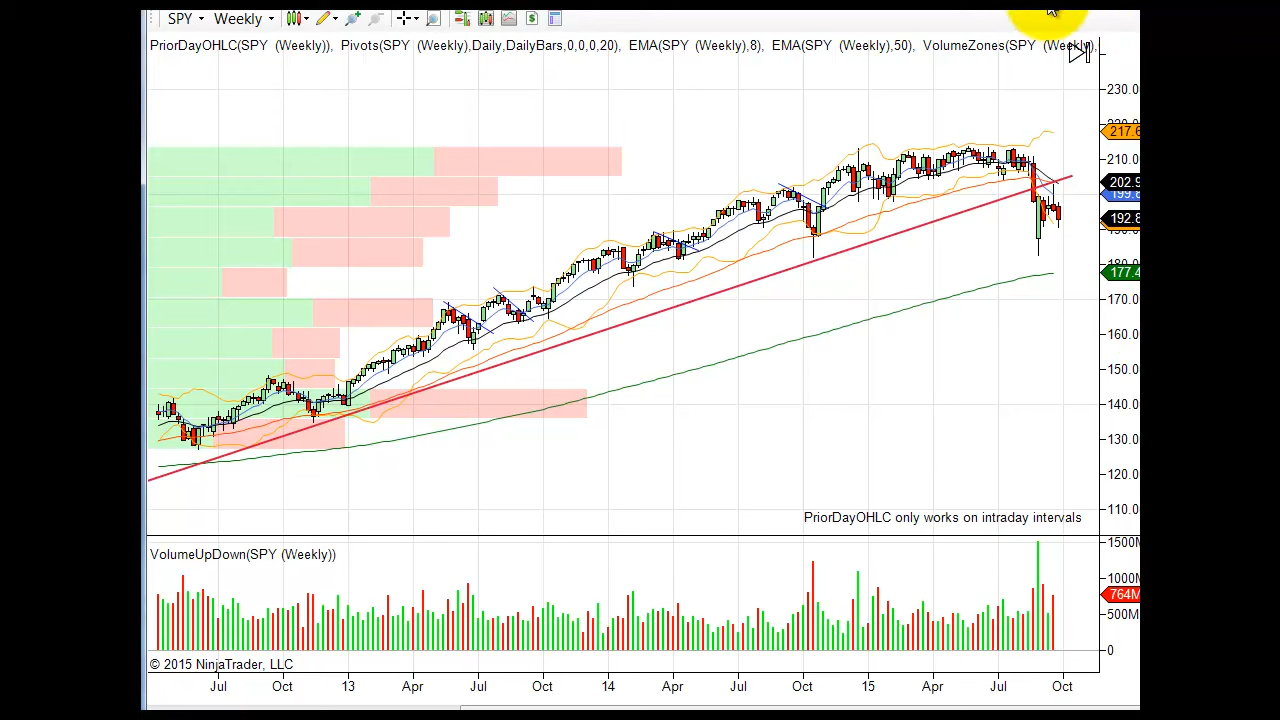 SPY Weekly
PriorDayOHLC(SPY (Weekly)), Pivots(SPY (Weekly),Daily,DailyBars,0,0,0,20), EMA(SPY (Weekly),8), EMA(SPY (Weekly),50), VolumeZones(SPY (Weekly),
230.0
217.6
210.0
202.9
199.8
192.8
177.4
170.0
160.0
150.0
140.0
130.0
120.0
110.0
PriorDayOHLC only works on intraday intervals
VolumeUpDown(SPY (Weekly))
1500M
1000M
764M
500M
0
© 2015 NinjaTrader, LLC
Jul Oct 13 Apr Jul Oct 14 Apr Jul Oct 15 Apr Jul Oct